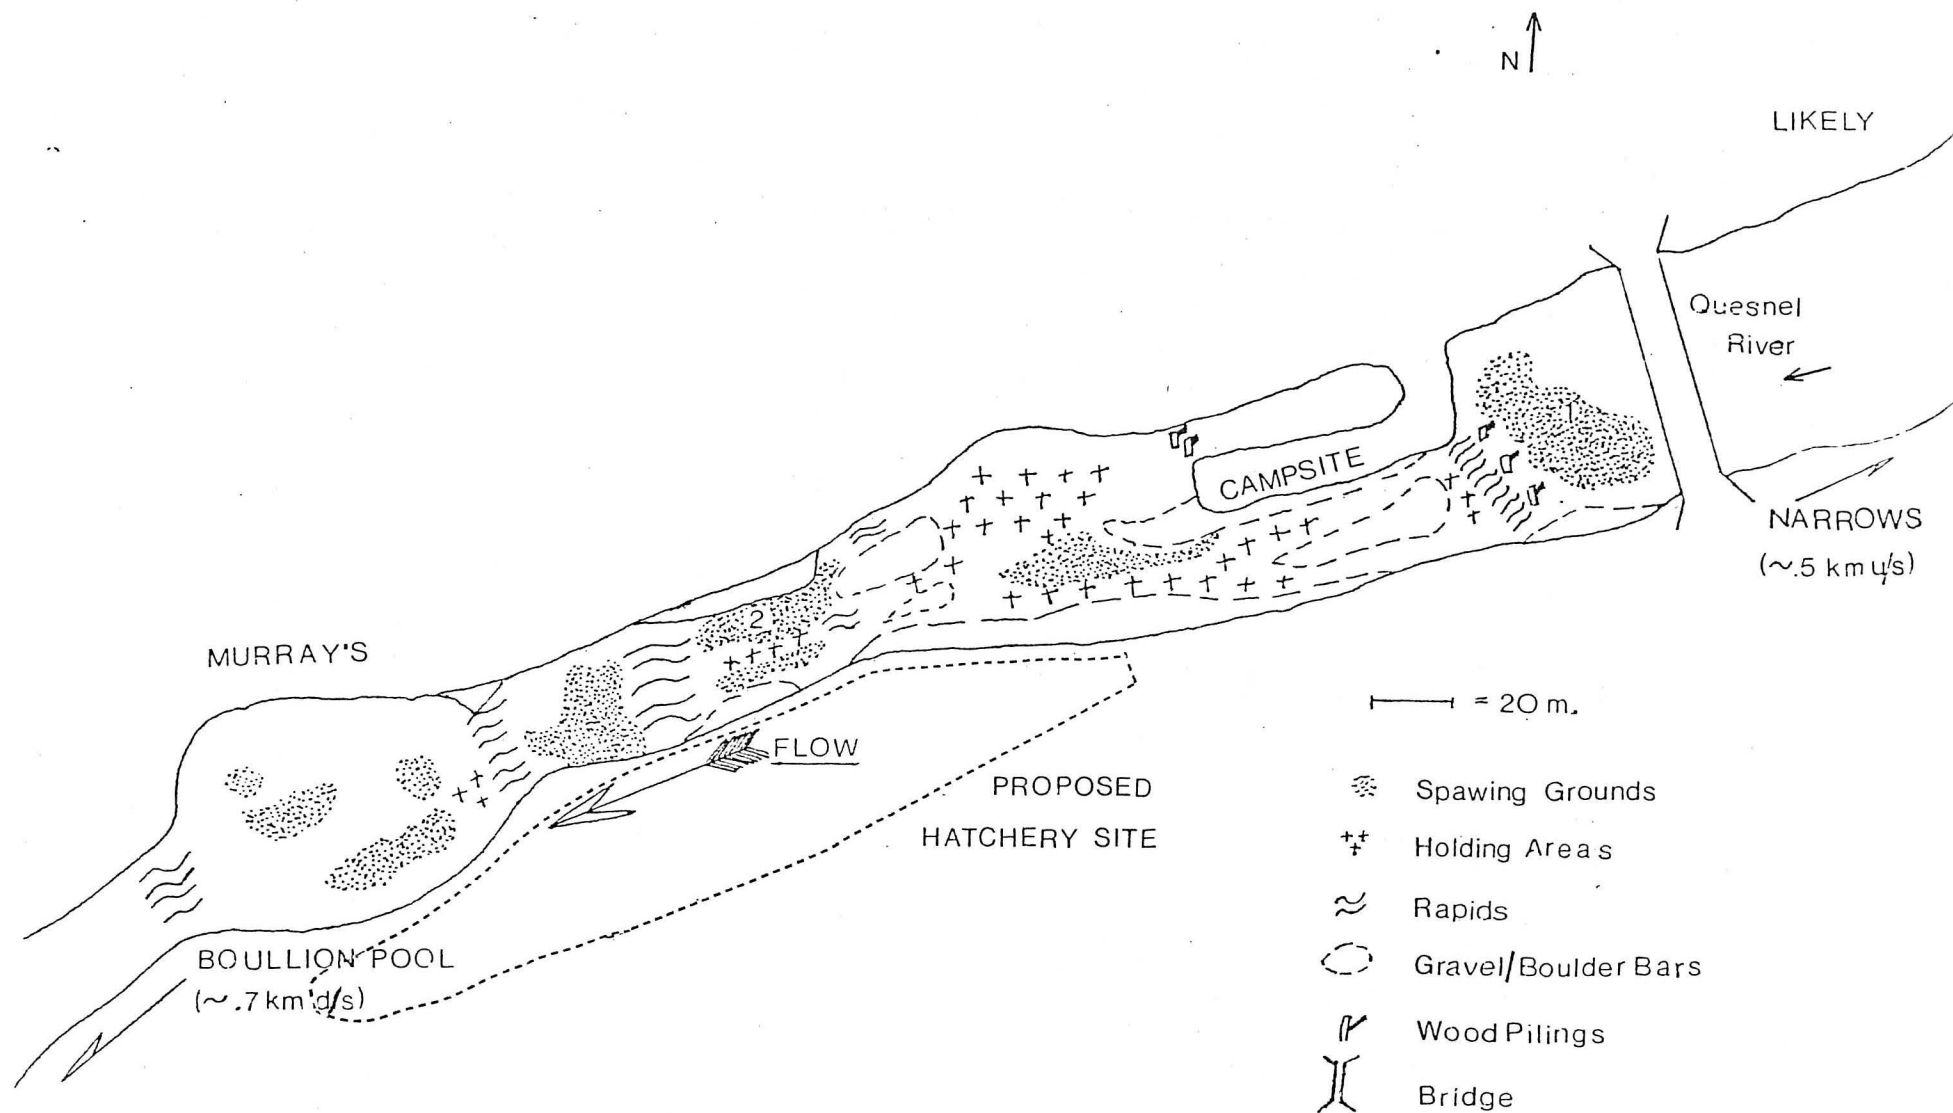 N
LIKELY
Quesnel
River
1
CAMPSITE
NARROWS
(~.5 km u/s)
2
MURRAY'S
= 20 m.
FLOW
PROPOSED
HATCHERY SITE
Spawing Grounds
Holding Areas
Rapids
Gravel/Boulder Bars
Wood Pilings
Bridge
BOULLION POOL
(~.7 km d/s)